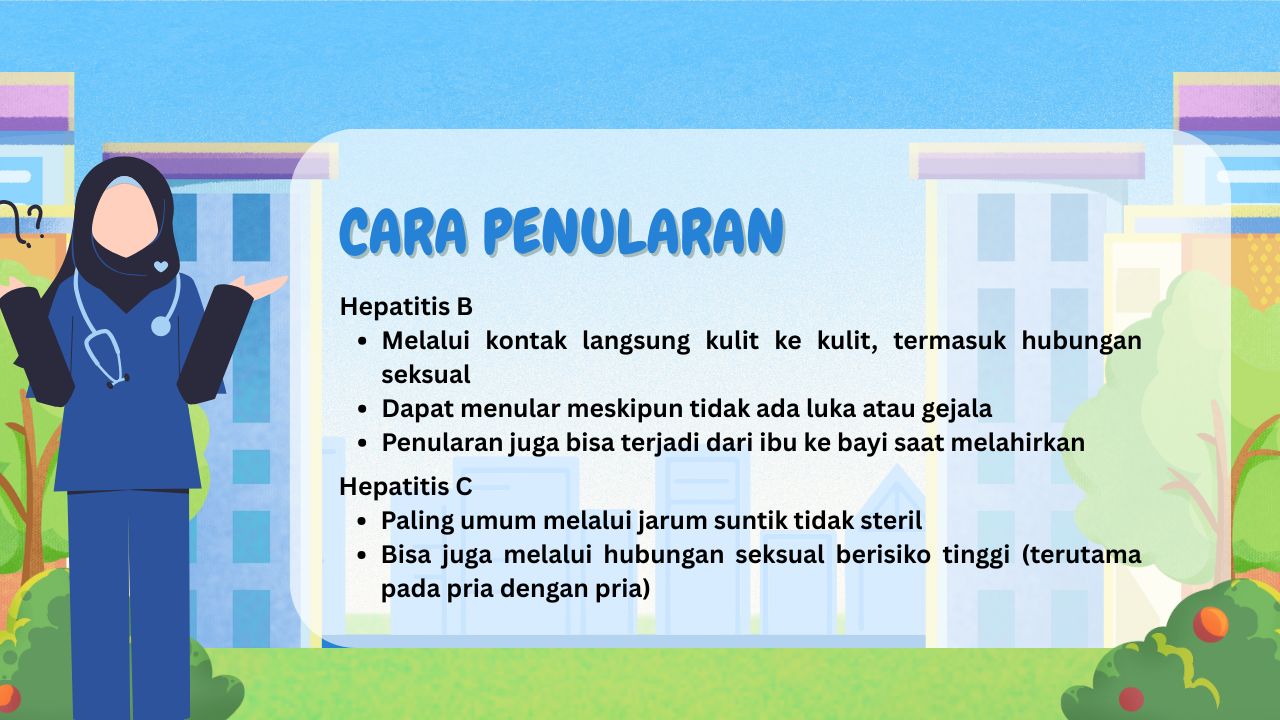 ??
CARA PENULARAN
Hepatitis B
• Melalui kontak langsung kulit ke kulit, termasuk hubungan
seksual
• Dapat menular meskipun tidak ada luka atau gejala
• Penularan juga bisa terjadi dari ibu ke bayi saat melahirkan
Hepatitis C
• Paling umum melalui jarum suntik tidak steril
• Bisa juga melalui hubungan seksual berisiko tinggi (terutama
pada pria dengan pria)